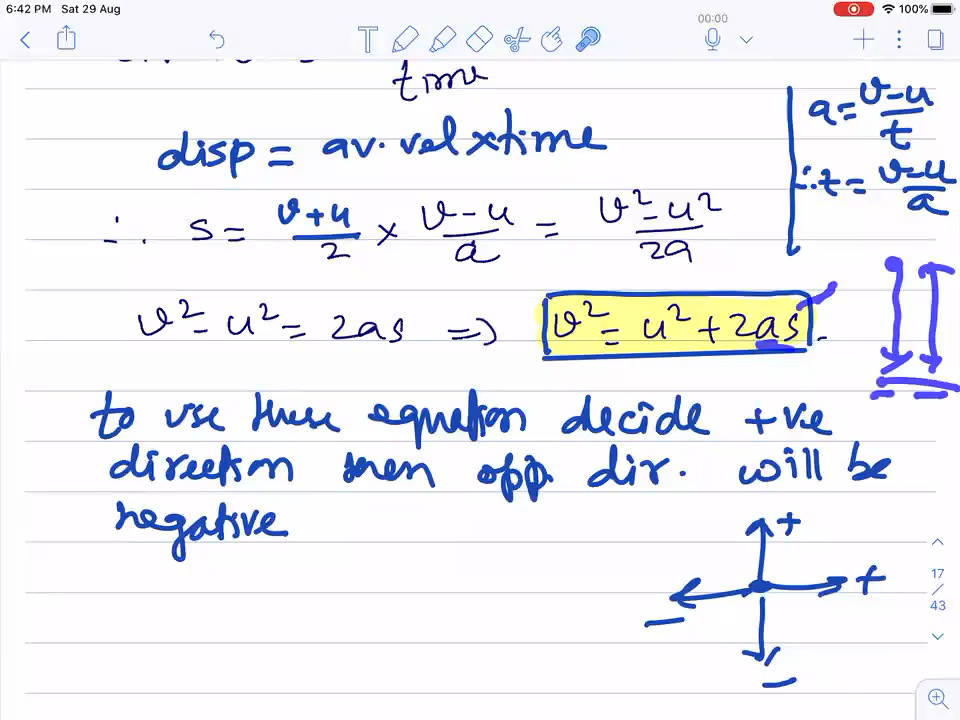 6:42 PM Sat 29 Aug
100%
00:00
time
disp = av. vel x time
a = v-u/t
∴ t = v-u/a
∴ s = v+u/2 × v-u/a = v²-u²/2a
v² - u² = 2as => v² = u² + 2as.
to use these equation decide +ve
direction then opp. dir. will be
negative
+
+
-
-
17
/
43